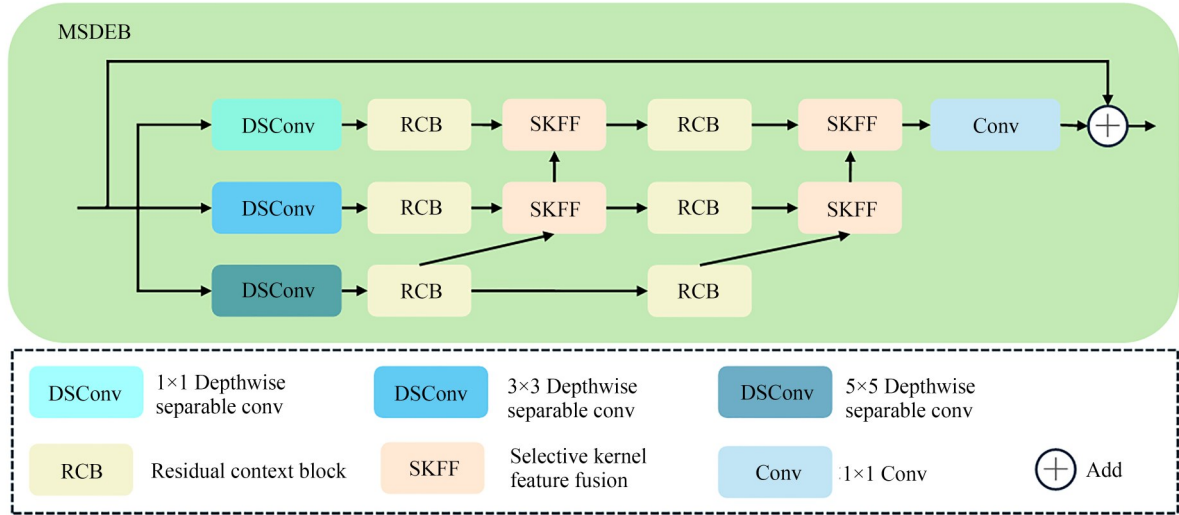 MSDEB
DSConv RCB SKFF RCB SKFF Conv
DSConv RCB SKFF RCB SKFF
DSConv RCB RCB
DSConv 1×1 Depthwise
separable conv
DSConv 3×3 Depthwise
separable conv
DSConv 5×5 Depthwise
separable conv
RCB Residual context block
SKFF Selective kernel
feature fusion
Conv 1×1 Conv
Add